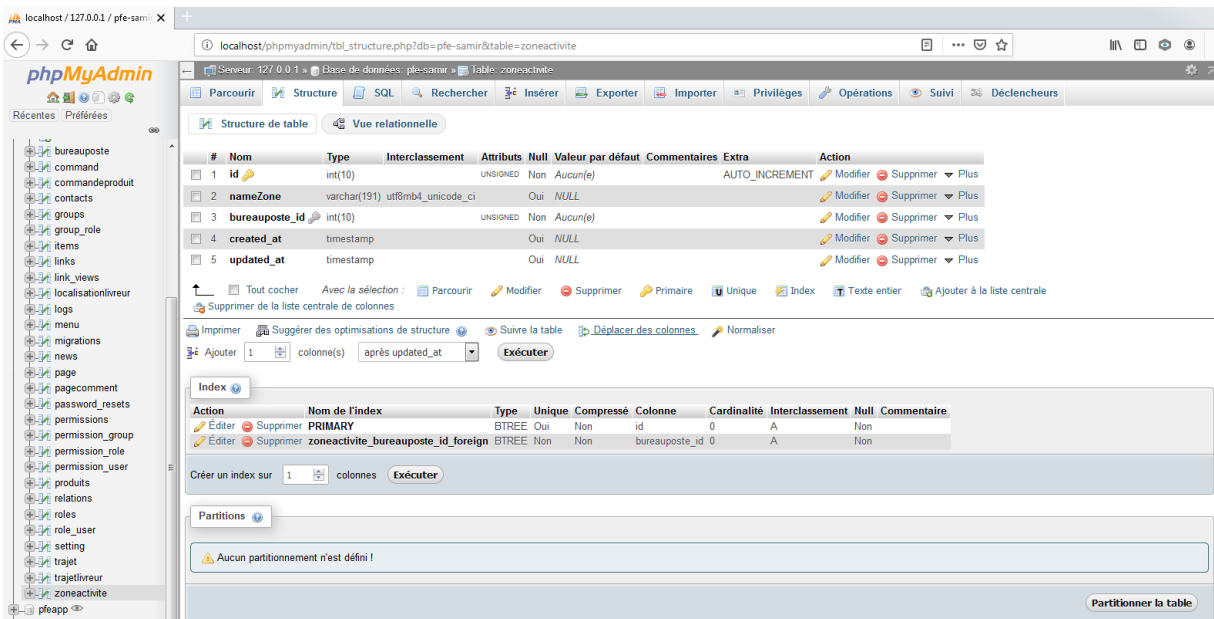 localhost / 127.0.0.1 / pfe-sami
localhost/phpmyadmin/tbl_structure.php?db=pfe-samir&table=zoneactivite
phpMyAdmin
Récentes Préférées
bureauposte
command
commandeproduit
contacts
groups
group_role
items
links
link_views
localisationlivreur
logs
menu
migrations
news
page
pagecomment
password_resets
permissions
permission_group
permission_role
permission_user
produits
relations
roles
role_user
setting
trajet
trajetlivreur
zoneactivite
pfeapp
Serveur: 127.0.0.1 » Base de données: pfe-samir » Table: zoneactivite
Parcourir Structure SQL Rechercher Insérer Exporter Importer Privilèges Opérations Suivi Déclencheurs
Structure de table Vue relationnelle
# Nom Type Interclassement Attributs Null Valeur par défaut Commentaires Extra Action
1 id int(10) UNSIGNED Non Aucun(e) AUTO_INCREMENT Modifier Supprimer Plus
2 nameZone varchar(191) utf8mb4_unicode_ci Oui NULL Modifier Supprimer Plus
3 bureauposte_id int(10) UNSIGNED Non Aucun(e) Modifier Supprimer Plus
4 created_at timestamp Oui NULL Modifier Supprimer Plus
5 updated_at timestamp Oui NULL Modifier Supprimer Plus
Tout cocher Avec la sélection : Parcourir Modifier Supprimer Primaire Unique Index Texte entier Ajouter à la liste centrale
Supprimer de la liste centrale de colonnes
Imprimer Suggérer des optimisations de structure Suivre la table Déplacer des colonnes Normaliser
Ajouter 1 colonne(s) après updated_at Exécuter
Index
Action Nom de l'index Type Unique Compressé Colonne Cardinalité Interclassement Null Commentaire
Éditer Supprimer PRIMARY BTREE Oui Non id 0 A Non
Éditer Supprimer zoneactivite_bureauposte_id_foreign BTREE Non Non bureauposte_id 0 A Non
Créer un index sur 1 colonnes Exécuter
Partitions
Aucun partitionnement n'est défini !
Partitionner la table